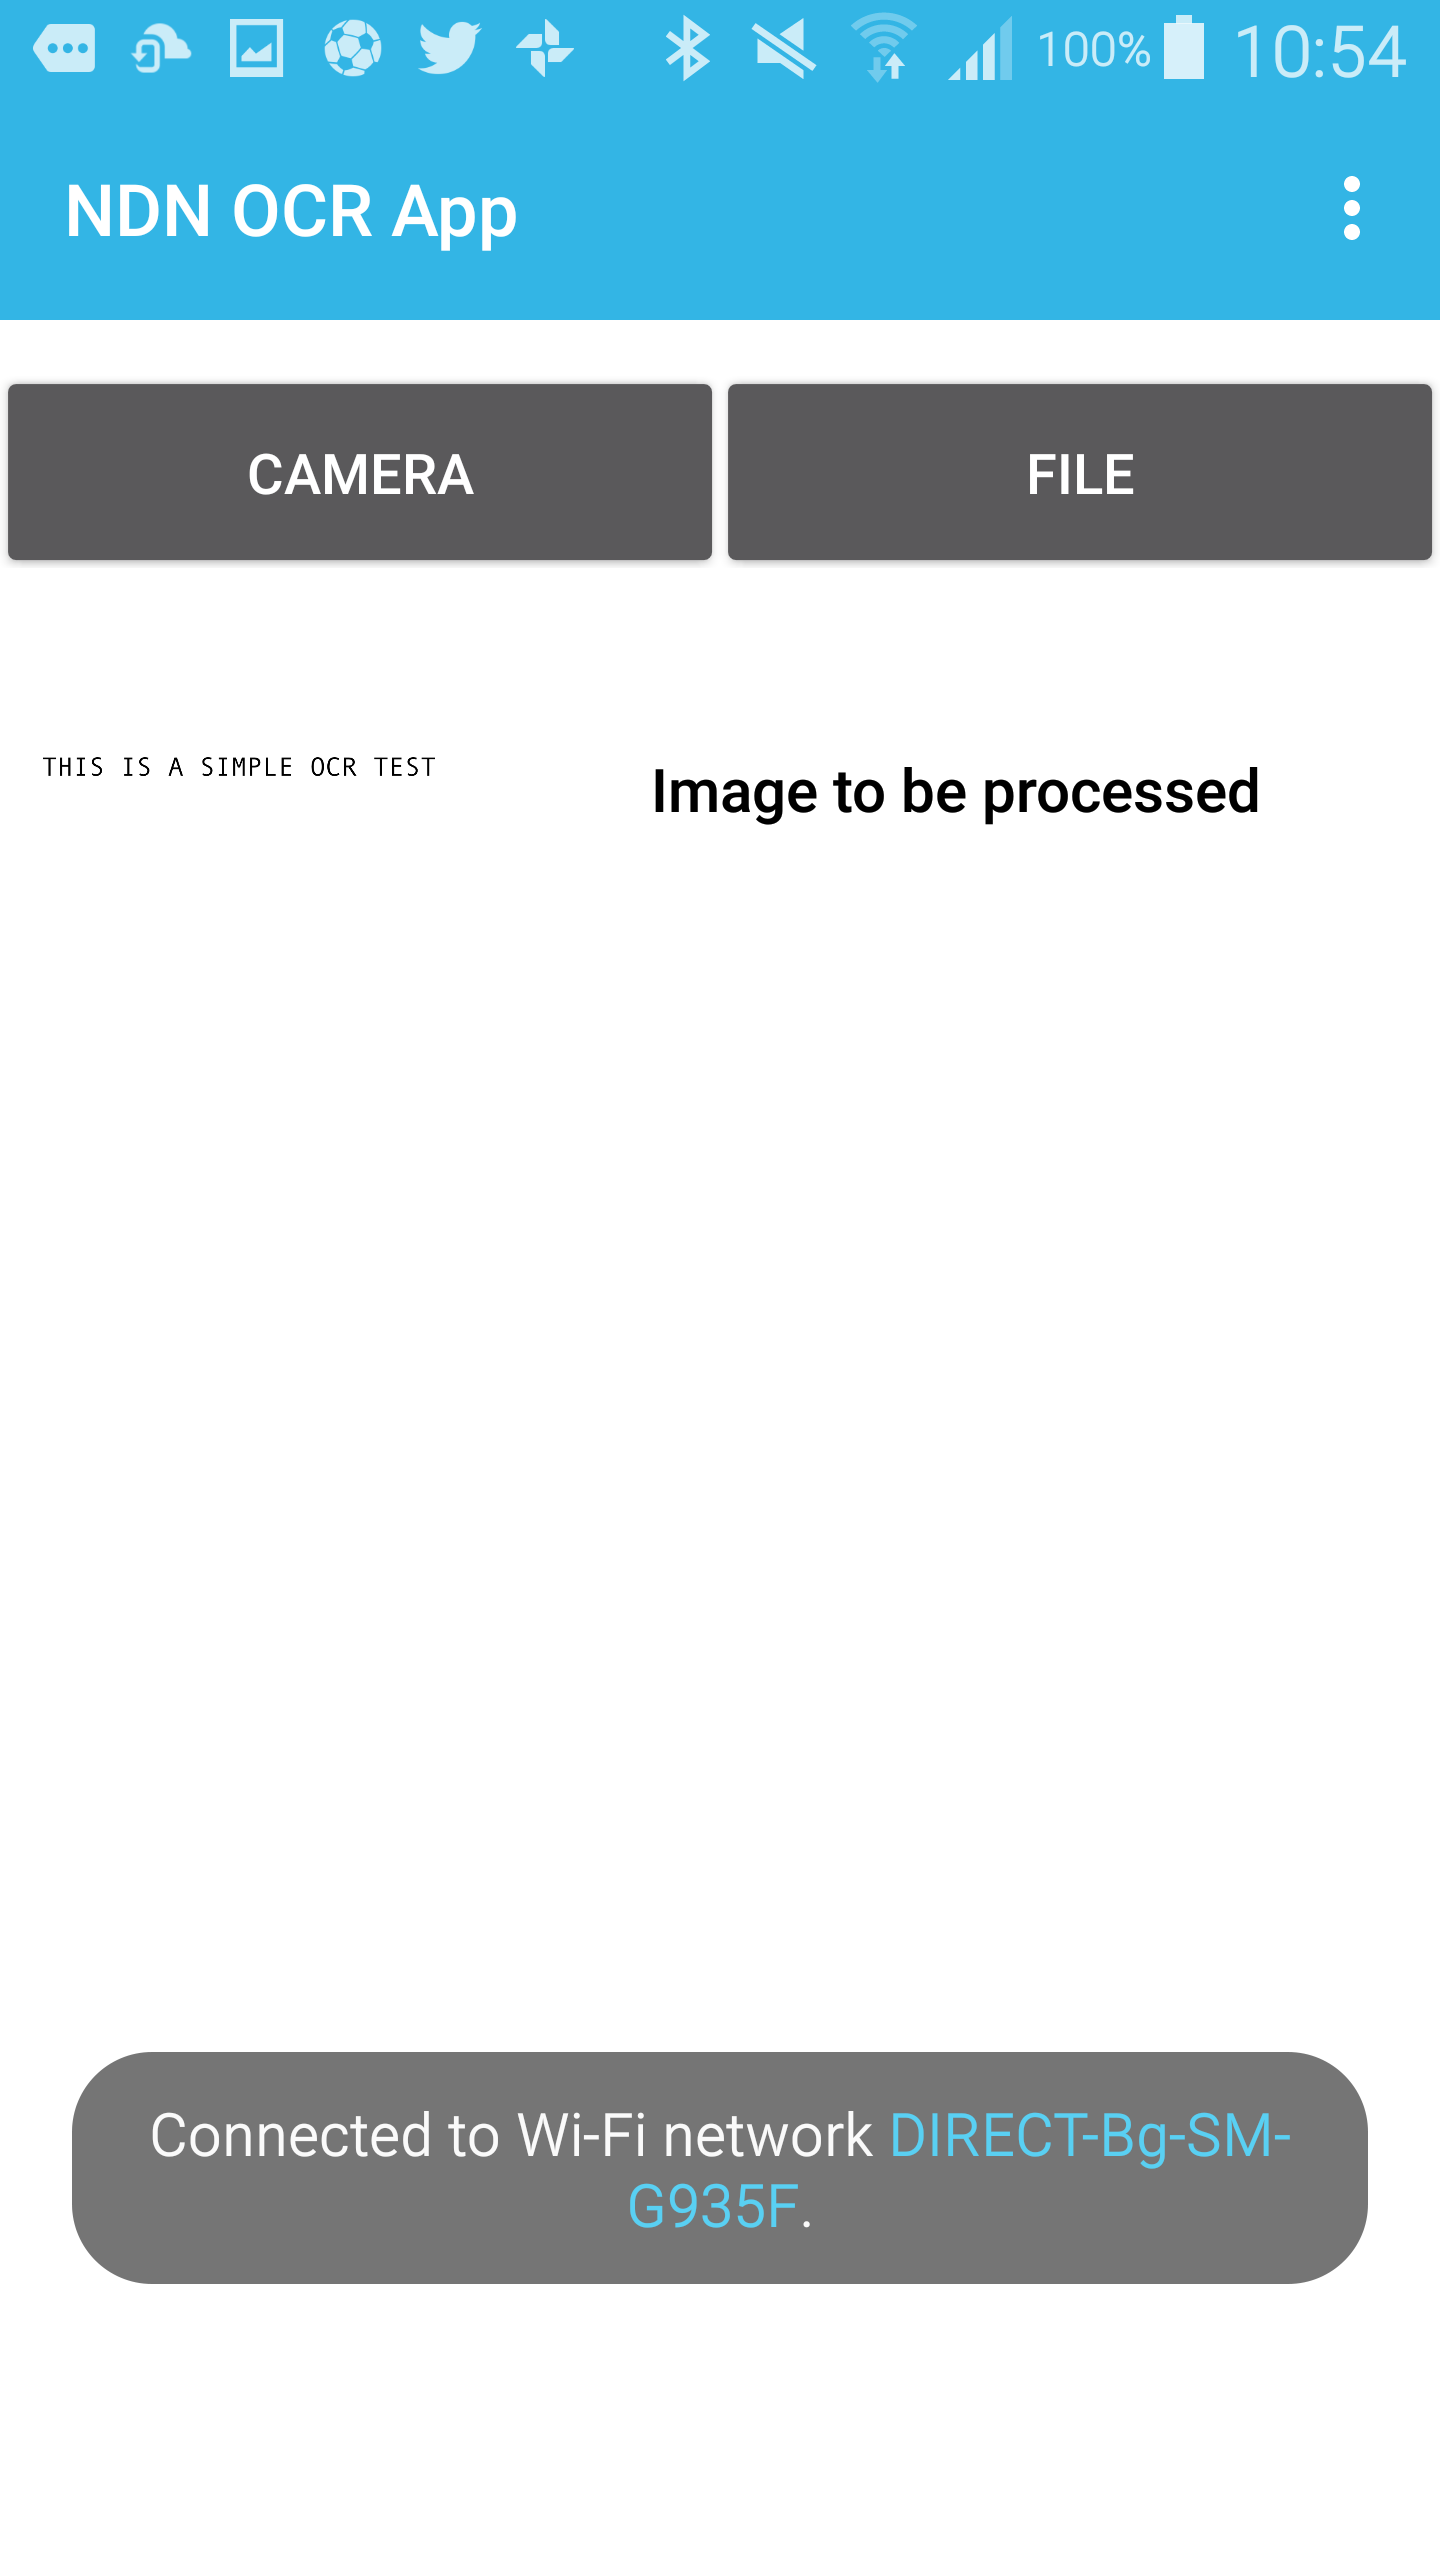 100% 10:54
NDN OCR App
CAMERA FILE
THIS IS A SIMPLE OCR TEST
Image to be processed
Connected to Wi-Fi network DIRECT-Bg-SM-
G935F.